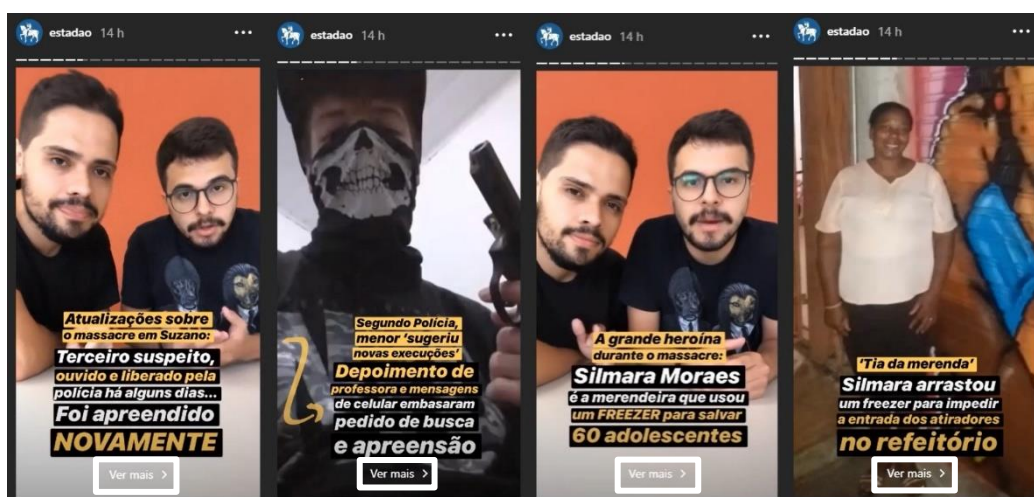 estadao 14 h
Atualizações sobre
o massacre em Suzano:
Terceiro suspeito,
ouvido e liberado pela
polícia há alguns dias...
Foi apreendido
NOVAMENTE
Ver mais >
estadao 14 h
Segundo Polícia,
menor 'sugeriu
novas execuções'
Depoimento de
professora e mensagens
de celular embasaram
pedido de busca
e apreensão
Ver mais >
estadao 14 h
A grande heroína
durante o massacre:
Silmara Moraes
é a merendeira que usou
um FREEZER para salvar
60 adolescentes
Ver mais >
estadao 14 h
'Tia da merenda'
Silmara arrastou
um freezer para impedir
a entrada dos atiradores
no refeitório
Ver mais >